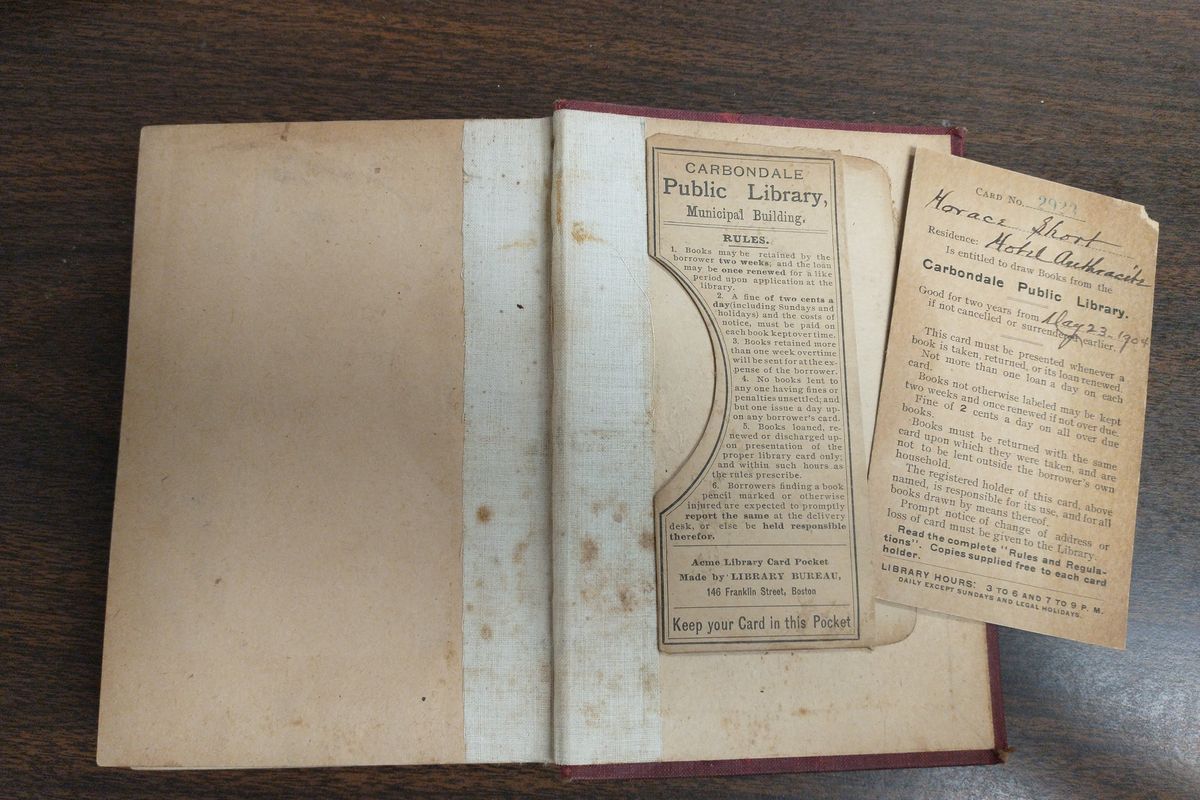 CARBONDALE
Public Library,
Municipal Building.
RULES.
1. Books may be retained by the
borrower two weeks; and the loan
may be once renewed for a like
period upon application at the
library.
2. A fine of two cents a
day(including Sundays and
holidays) and the costs of
notice, must be paid on
each book kept overtime.
3. Books retained more
than one week overtime
will be sent for at the ex-
pense of the borrower.
4. No books lent to
any one having fines or
penalties unsettled; and
but one issue a day up-
on any borrower's card.
5. Books loaned, re-
newed or discharged up-
on presentation of the
proper library card only;
and within such hours as
the rules prescribe.
6. Borrowers finding a book
pencil marked or otherwise
injured are expected to promptly
report the same at the delivery
desk, or else be held responsible
therefor.
Acme Library Card Pocket
Made by LIBRARY BUREAU,
146 Franklin Street, Boston
Keep your Card in this Pocket
CARD No. 2923
Horace Short
Residence: Hotel Anthracite
Is entitled to draw Books from the
Carbondale Public Library.
Good for two years from May 23-1904
if not cancelled or surrendered earlier.
This card must be presented whenever a
book is taken, returned, or its loan renewed.
Not more than one loan a day on each
card.
Books not otherwise labeled may be kept
two weeks and once renewed if not over due.
Fine of 2 cents a day on all over due
books.
Books must be returned with the same
card upon which they were taken, and are
not to be lent outside the borrower's own
household.
The registered holder of this card, above
named, is responsible for its use, and for all
books drawn by means thereof.
Prompt notice of change of address or
loss of card must be given to the Library.
Read the complete "Rules and Regula-
tions". Copies supplied free to each card
holder.
LIBRARY HOURS: 3 TO 6 AND 7 TO 9 P. M.
DAILY EXCEPT SUNDAYS AND LEGAL HOLIDAYS.